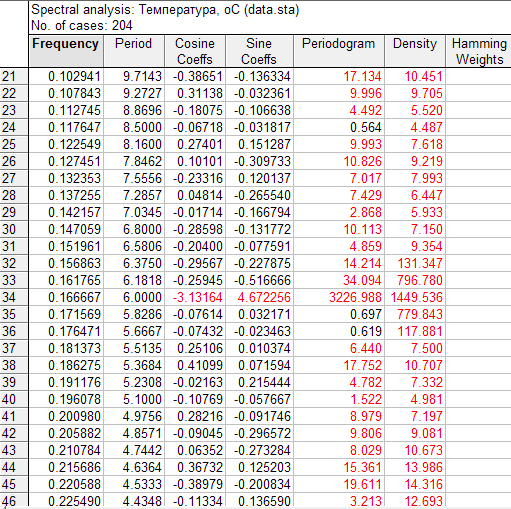 Spectral analysis: Температура, оС (data.sta)
No. of cases: 204
Frequency Period Cosine Coeffs Sine Coeffs Periodogram Density Hamming Weights
21 0.102941 9.7143 -0.38651 -0.136334 17.134 10.451
22 0.107843 9.2727 0.31138 -0.032361 9.996 9.705
23 0.112745 8.8696 -0.18075 -0.106638 4.492 5.520
24 0.117647 8.5000 -0.06718 -0.031817 0.564 4.487
25 0.122549 8.1600 0.27401 0.151287 9.993 7.618
26 0.127451 7.8462 0.10101 -0.309733 10.826 9.219
27 0.132353 7.5556 -0.23316 0.120137 7.017 7.993
28 0.137255 7.2857 0.04814 -0.265540 7.429 6.447
29 0.142157 7.0345 -0.01714 -0.166794 2.868 5.933
30 0.147059 6.8000 -0.28598 -0.131772 10.113 7.150
31 0.151961 6.5806 -0.20400 -0.077591 4.859 9.354
32 0.156863 6.3750 -0.29567 -0.227875 14.214 131.347
33 0.161765 6.1818 -0.25945 -0.516666 34.094 796.780
34 0.166667 6.0000 -3.13164 4.672256 3226.988 1449.536
35 0.171569 5.8286 -0.07614 0.032171 0.697 779.843
36 0.176471 5.6667 -0.07432 -0.023463 0.619 117.881
37 0.181373 5.5135 0.25106 0.010374 6.440 7.500
38 0.186275 5.3684 0.41099 0.071594 17.752 10.707
39 0.191176 5.2308 -0.02163 0.215444 4.782 7.332
40 0.196078 5.1000 -0.10769 -0.057667 1.522 4.981
41 0.200980 4.9756 0.28216 -0.091746 8.979 7.197
42 0.205882 4.8571 -0.09045 -0.296572 9.806 9.081
43 0.210784 4.7442 0.06352 -0.273284 8.029 10.673
44 0.215686 4.6364 0.36732 0.125203 15.361 13.986
45 0.220588 4.5333 -0.38979 -0.200834 19.611 14.316
46 0.225490 4.4348 -0.11334 0.136590 3.213 12.693